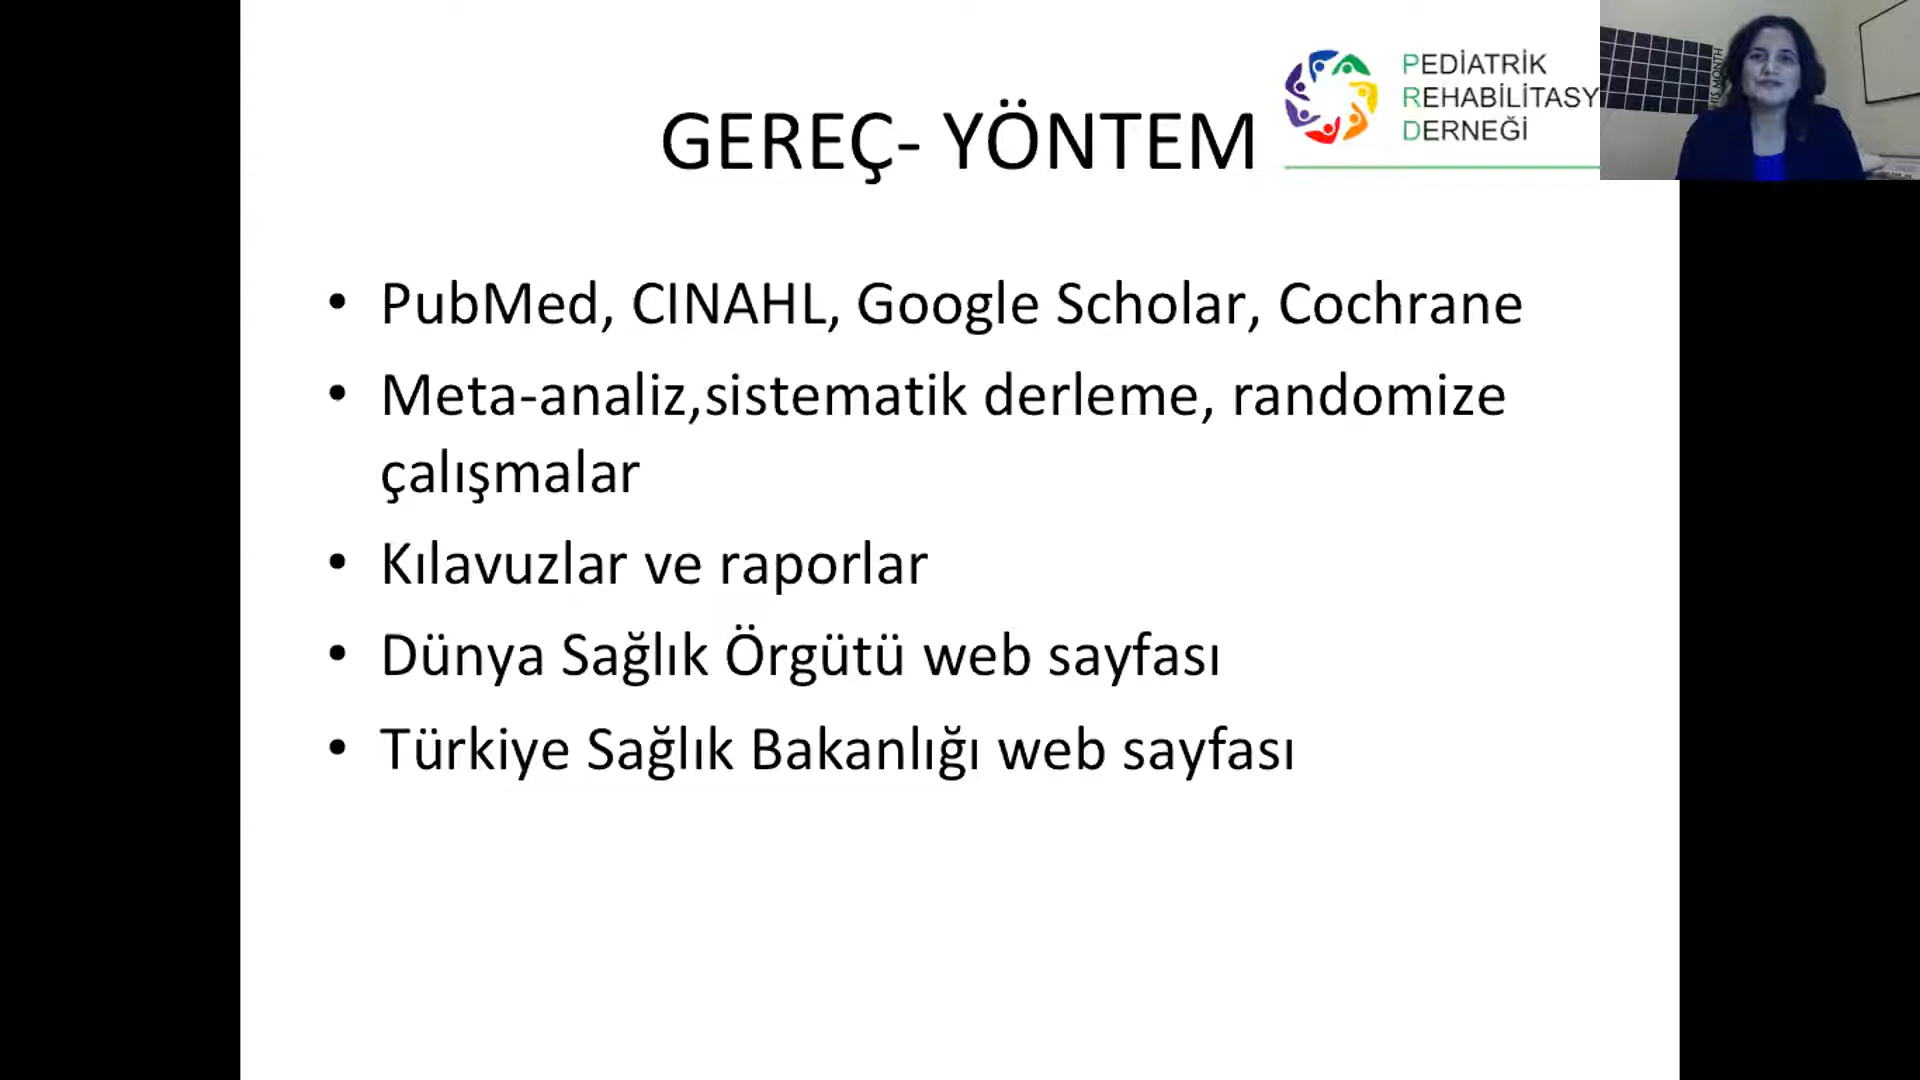 GEREÇ- YÖNTEM
PEDİATRİK
REHABİLİTASY
DERNEĞİ
• PubMed, CINAHL, Google Scholar, Cochrane
• Meta-analiz,sistematik derleme, randomize
çalışmalar
• Kılavuzlar ve raporlar
• Dünya Sağlık Örgütü web sayfası
• Türkiye Sağlık Bakanlığı web sayfası
MONTH